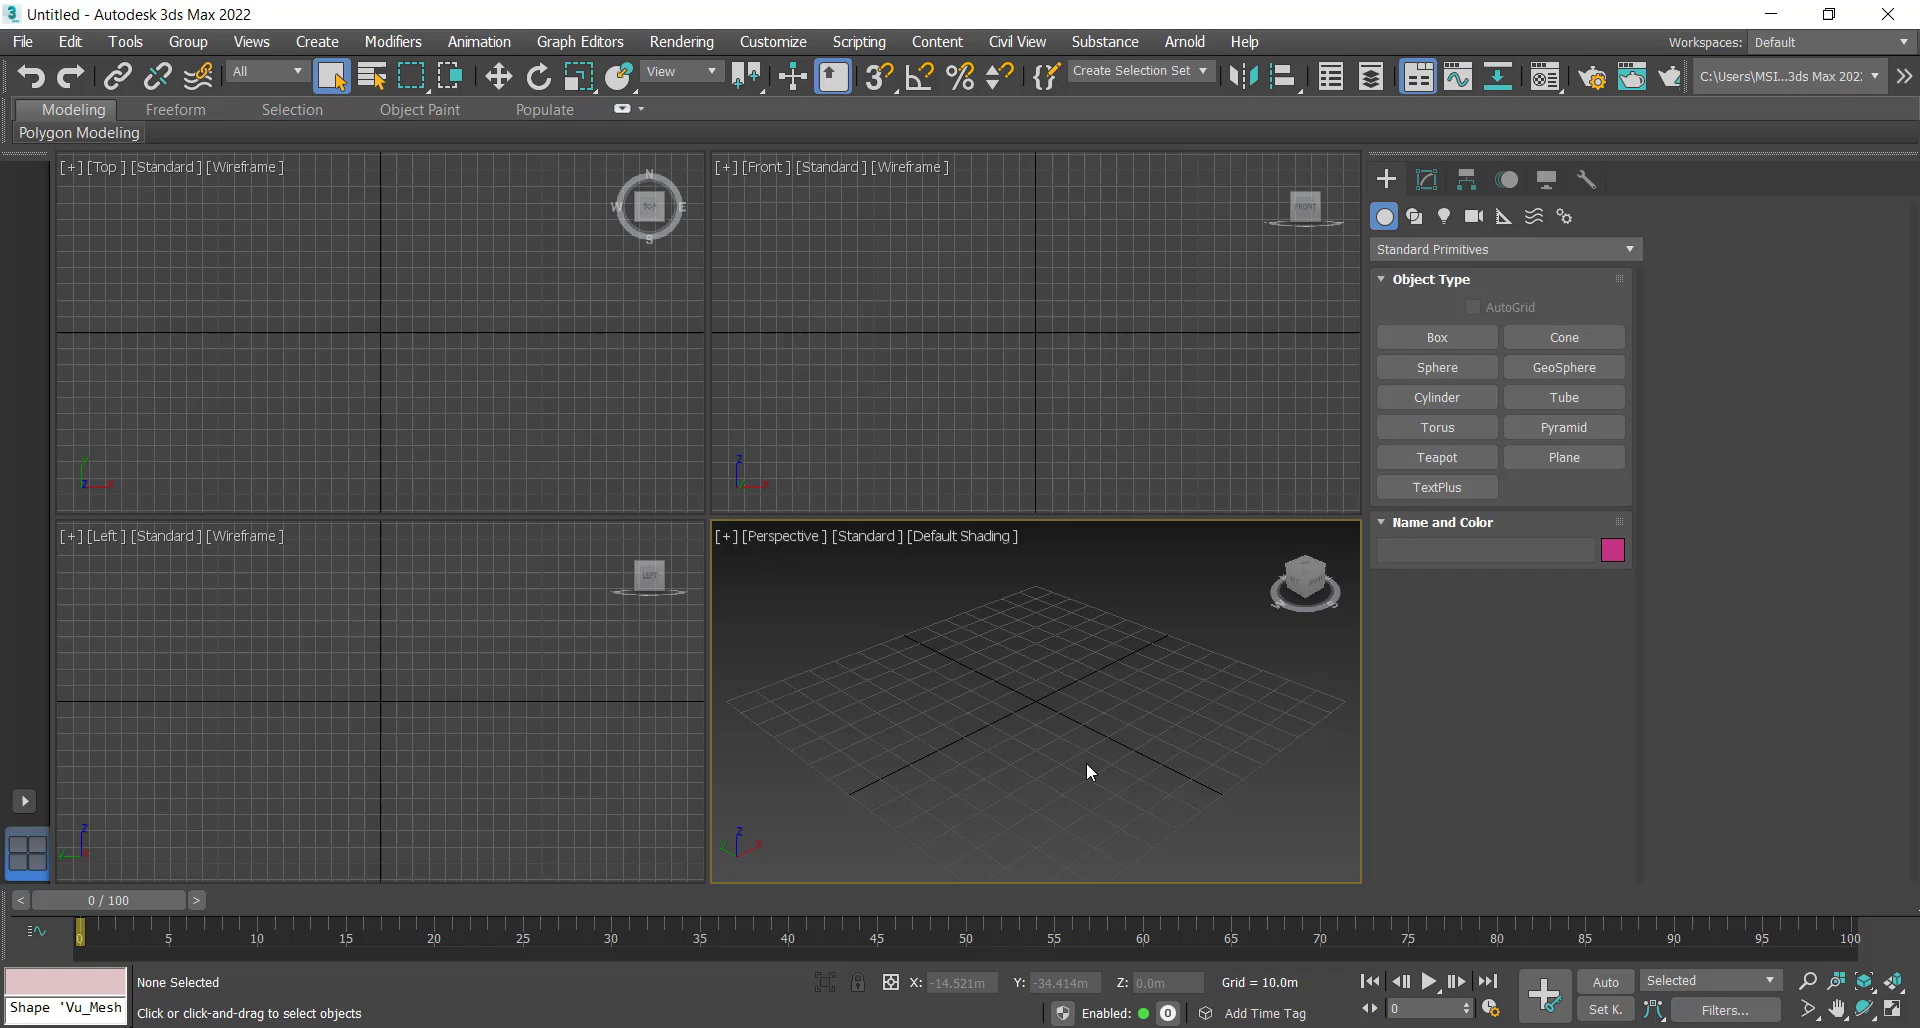 Untitled - Autodesk 3ds Max 2022
File Edit Tools Group Views Create Modifiers Animation Graph Editors Rendering Customize Scripting Content Civil View Substance Arnold Help Workspaces: Default
All View Create Selection Set C:\Users\MSI...3ds Max 202:
Modeling Freeform Selection Object Paint Populate
Polygon Modeling
[+] [Top ] [Standard ] [Wireframe ]
N
W TOP E
S
y
z x
[+] [Front ] [Standard ] [Wireframe ]
FRONT
z
y x
[+] [Left ] [Standard ] [Wireframe ]
LEFT
z
y x
[+] [Perspective ] [Standard ] [Default Shading ]
W S
z
y x
Standard Primitives
Object Type
AutoGrid
Box Cone
Sphere GeoSphere
Cylinder Tube
Torus Pyramid
Teapot Plane
TextPlus
Name and Color
< 0 / 100 >
0 5 10 15 20 25 30 35 40 45 50 55 60 65 70 75 80 85 90 95 100
None Selected X: -14.521m Y: -34.414m Z: 0.0m Grid = 10.0m Auto Selected
Shape 'Vu_Mesh Click or click-and-drag to select objects Enabled: 0 Add Time Tag 0 Set K. Filters...